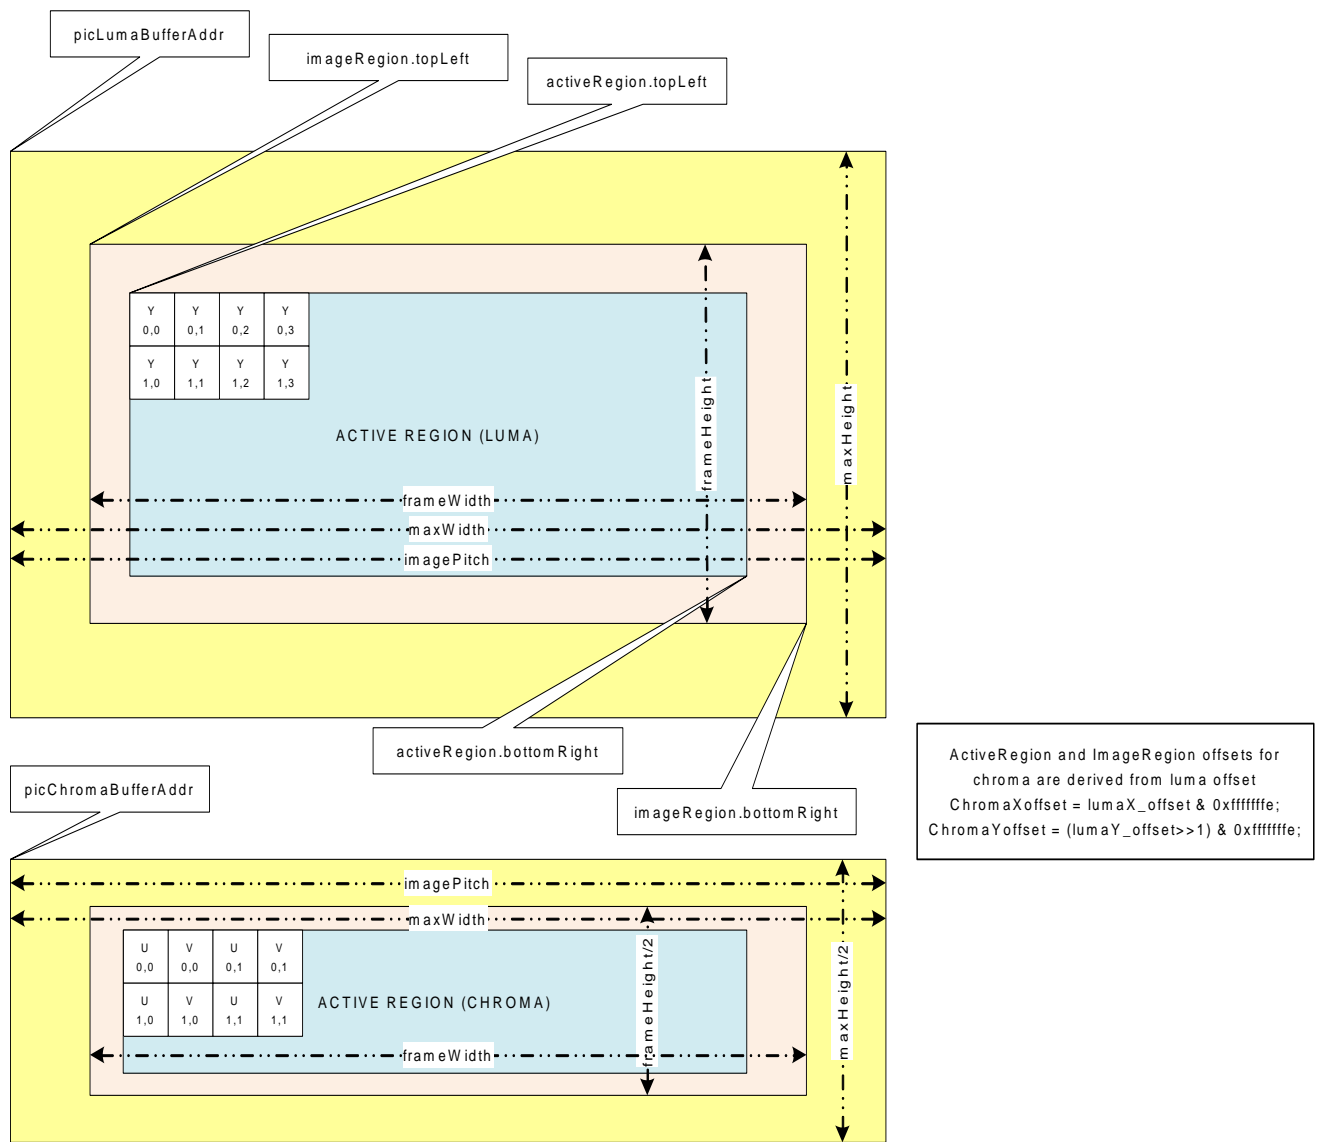 picLumaBufferAddr
imageRegion.topLeft
activeRegion.topLeft
Y Y Y Y
0,0 0,1 0,2 0,3
Y Y Y Y
1,0 1,1 1,2 1,3
ACTIVE REGION (LUMA)
frameHeight
maxHeight
frameWidth
maxWidth
imagePitch
activeRegion.bottomRight
imageRegion.bottomRight
ActiveRegion and ImageRegion offsets for
chroma are derived from luma offset
ChromaXoffset = lumaX_offset & 0xfffffffe;
ChromaYoffset = (lumaY_offset>>1) & 0xfffffffe;
picChromaBufferAddr
imagePitch
maxWidth
U V U V
0,0 0,0 0,1 0,1
U V U V
1,0 1,0 1,1 1,1
ACTIVE REGION (CHROMA)
frameHeight/2
maxHeight/2
frameWidth